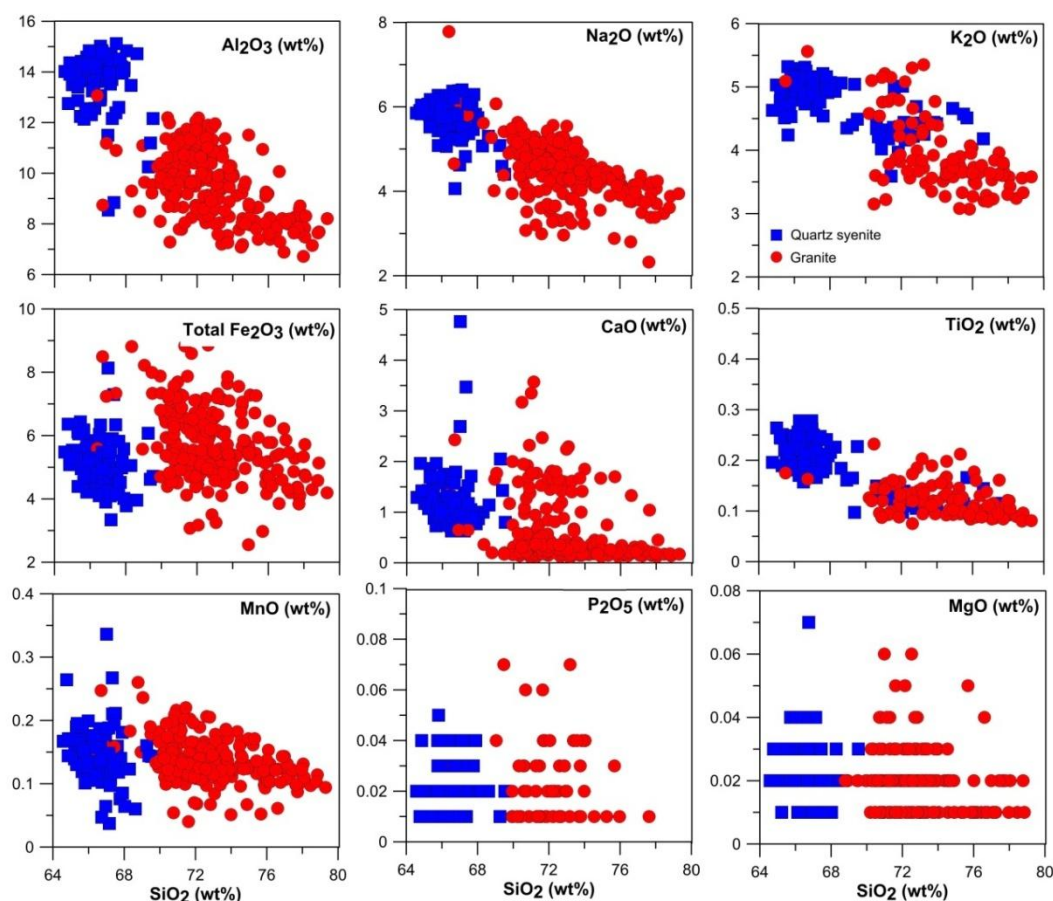 Al2O3 (wt%)
16
14
12
10
8
6
Na2O (wt%)
8
6
4
2
K2O (wt%)
6
5
4
3
2
Quartz syenite
Granite
Total Fe2O3 (wt%)
10
8
6
4
2
CaO (wt%)
5
4
3
2
1
0
TiO2 (wt%)
0.5
0.4
0.3
0.2
0.1
0
MnO (wt%)
0.4
0.3
0.2
0.1
0
64 68 72 76 80
SiO2 (wt%)
P2O5 (wt%)
0.1
0.08
0.06
0.04
0.02
0
64 68 72 76 80
SiO2 (wt%)
MgO (wt%)
0.08
0.06
0.04
0.02
0
64 68 72 76 80
SiO2 (wt%)